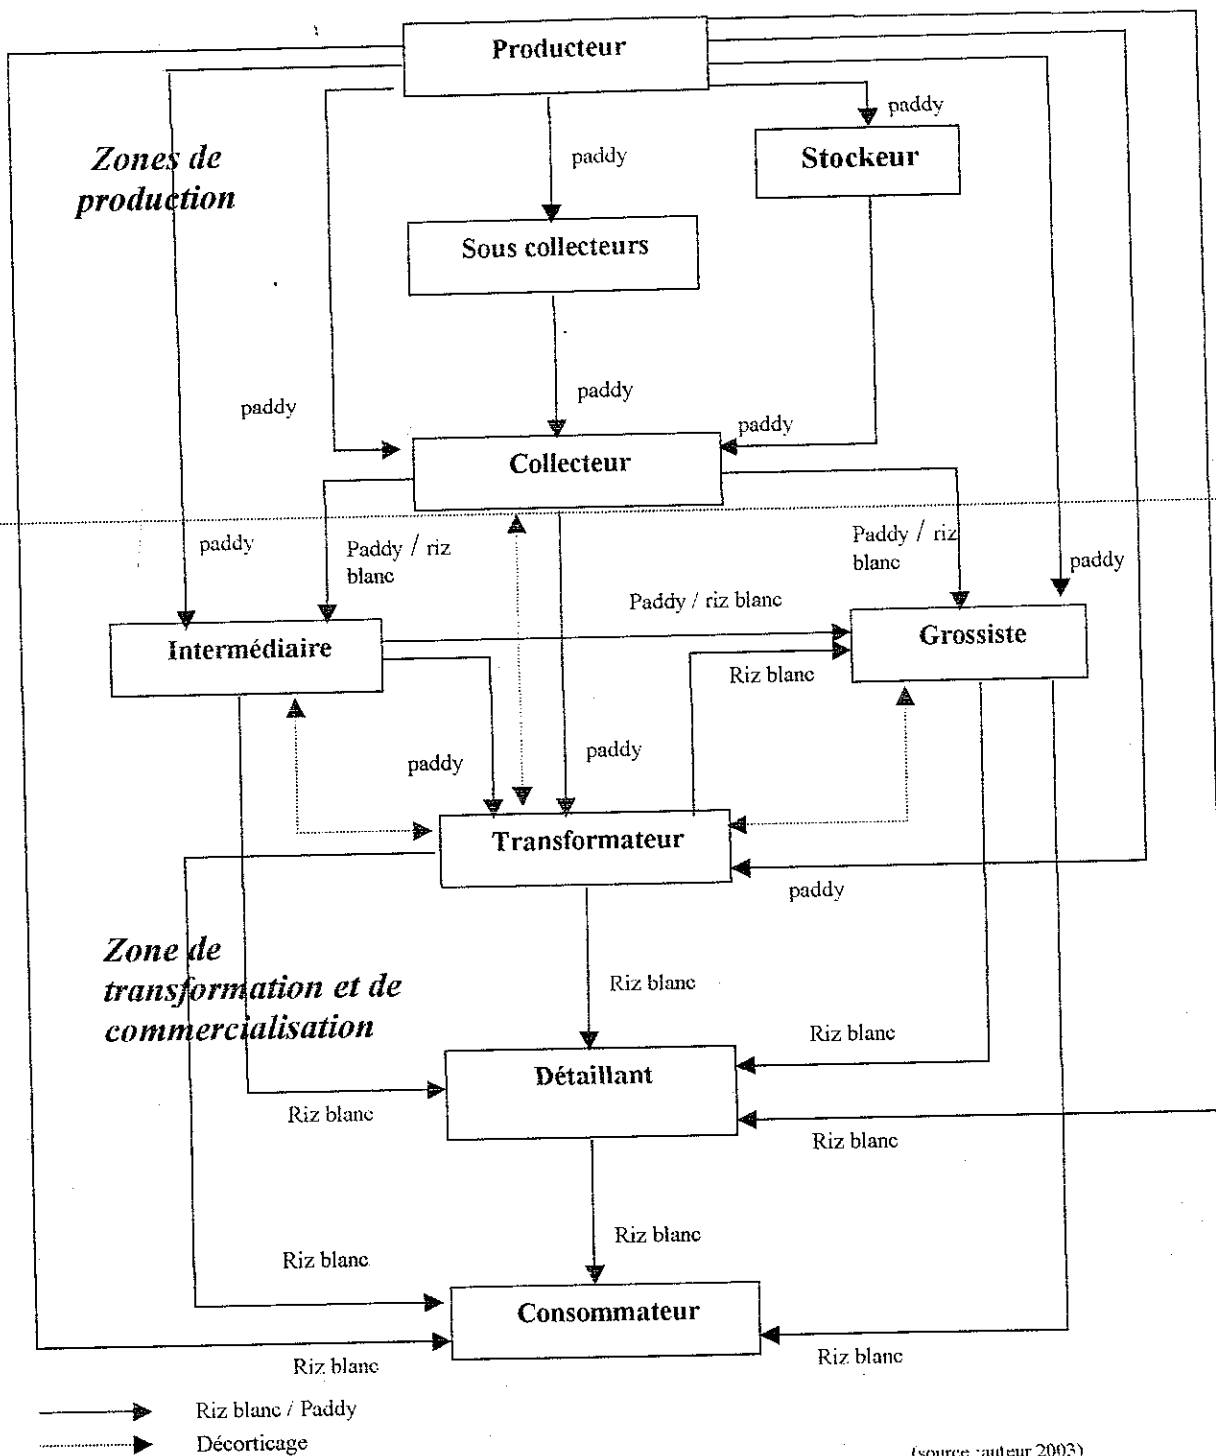 Producteur
paddy
Zones de
production
paddy
Stockeur
Sous collecteurs
paddy
paddy
paddy
Collecteur
paddy
Paddy / riz
blanc
Paddy / riz
blanc
paddy
Paddy / riz blanc
Intermédiaire
Grossiste
Riz blanc
paddy
paddy
Transformateur
paddy
Zone de
transformation et de
commercialisation
Riz blanc
Riz blanc
Détaillant
Riz blanc
Riz blanc
Riz blanc
Riz blanc
Consommateur
Riz blanc
Riz blanc
Riz blanc / Paddy
Décorticage
(source :auteur 2003)